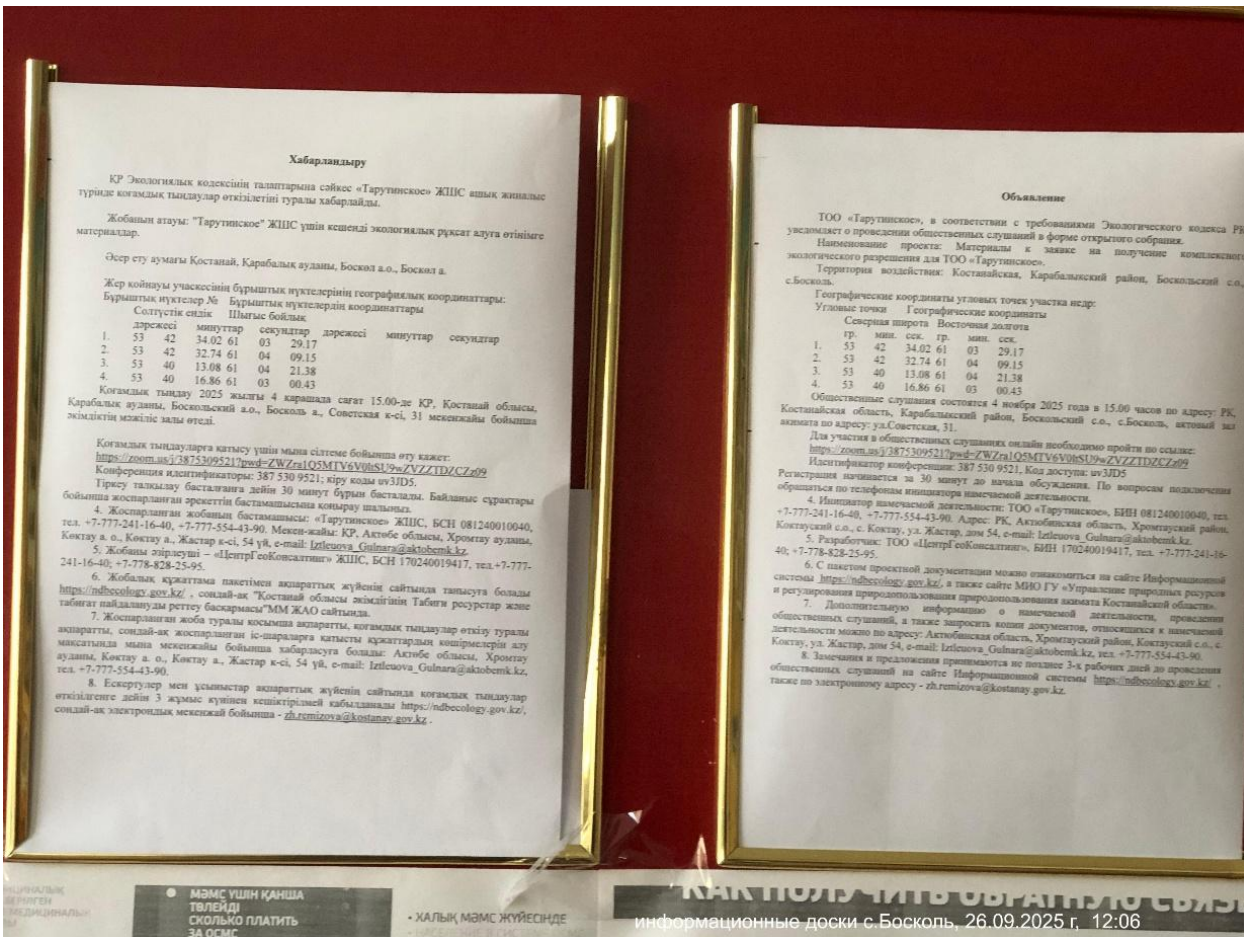 Хабарландыру
ҚР Экологиялық кодексінің талаптарына сәйкес «Тарутинское» ЖШС ашық жиналыс
түрінде қоғамдық тыңдаулар өткізілетіні туралы хабарлайды.
Жобаның атауы: "Тарутинское" ЖШС үшін кешенді экологиялық рұқсат алуға өтінімге
материалдар.
Әсер ету аумағы Қостанай, Қарабалық ауданы, Боскөл а.о., Боскөл а.
Жер қойнауы учаскесінің бұрыштық нүктелерінің географиялық координаттары:
Бұрыштық нүктелер № Бұрыштық нүктелердің координаттары
Солтүстік ендік Шығыс бойлық
дәрежесі минуттар секундтар дәрежесі минуттар секундтар
1. 53 42 34.02 61 03 29.17
2. 53 42 32.74 61 04 09.15
3. 53 40 13.08 61 04 21.38
4. 53 40 16.86 61 03 00.43
Қоғамдық тыңдау 2025 жылғы 4 қарашада сағат 15.00-де ҚР, Қостанай облысы,
Қарабалық ауданы, Боскольский а.о., Босколь а., Советская к-сі, 31 мекенжайы бойынша
әкімдіктің мәжіліс залы өтеді.
Қоғамдық тыңдауларға қатысу үшін мына сілтеме бойынша өту қажет:
https://zoom.us/j/3875309521?pwd=ZWZra1Q5MTV6V0ltSU9wZVZZTDZCZz09
Конференция идентификаторы: 387 530 9521; кіру коды uv3JD5.
Тіркеу талқылау басталғанға дейін 30 минут бұрын басталады. Байланыс сұрақтары
бойынша жоспарланған әрекеттің бастамашысына қоңырау шалыңыз.
4. Жоспарланған жобаның бастамашысы: «Тарутинское» ЖШС, БСН 081240010040,
тел. +7-777-241-16-40, +7-777-554-43-90. Мекен-жайы: ҚР, Ақтөбе облысы, Хромтау ауданы,
Көктау а. о., Көктау а., Жастар к-сі, 54 үй, e-mail: Iztleuova_Gulnara@aktobemk.kz.
5. Жобаны әзірлеуші – «ЦентрГеоКонсалтинг» ЖШС, БСН 170240019417, тел.+7-777-
241-16-40; +7-778-828-25-95.
6. Жобалық құжаттама пакетімен ақпараттық жүйенің сайтында танысуға болады
https://ndbecology.gov.kz/ , сондай-ақ "Қостанай облысы әкімдігінің Табиғи ресурстар және
табиғат пайдалануды реттеу басқармасы"ММ ЖАО сайтында.
7. Жоспарланған жоба туралы қосымша ақпаратты, қоғамдық тыңдаулар өткізу туралы
ақпаратты, сондай-ақ жоспарланған іс-шараларға қатысты құжаттардың көшірмелерін алу
мақсатында мына мекенжайы бойынша хабарласуға болады: Ақтөбе облысы, Хромтау
ауданы, Көктау а. о., Көктау а., Жастар к-сі, 54 үй, e-mail: Iztleuova_Gulnara@aktobemk.kz,
тел. +7-777-554-43-90.
8. Ескертулер мен ұсыныстар ақпараттық жүйенің сайтында қоғамдық тыңдаулар
өткізілгенге дейін 3 жұмыс күнінен кешіктірілмей қабылданады https://ndbecology.gov.kz/,
сондай-ақ электрондық мекенжай бойынша - zh.remizova@kostanay.gov.kz .
Объявление
ТОО «Тарутинское», в соответствии с требованиями Экологического кодекса РК
уведомляет о проведении общественных слушаний в форме открытого собрания.
Наименование проекта: Материалы к заявке на получение комплексного
экологического разрешения для ТОО «Тарутинское».
Территория воздействия: Костанайская, Карабалыкский район, Боскольский с.о.,
с.Босколь.
Географические координаты угловых точек участка недр:
Угловые точки Географические координаты
Северная широта Восточная долгота
гр. мин. сек. гр. мин. сек.
1. 53 42 34.02 61 03 29.17
2. 53 42 32.74 61 04 09.15
3. 53 40 13.08 61 04 21.38
4. 53 40 16.86 61 03 00.43
Общественные слушания состоятся 4 ноября 2025 года в 15.00 часов по адресу: РК,
Костанайская область, Карабалыкский район, Боскольский с.о., с.Босколь, актовый зал
акимата по адресу: ул.Советская, 31.
Для участия в общественных слушаниях онлайн необходимо пройти по ссылке:
https://zoom.us/j/3875309521?pwd=ZWZra1Q5MTV6V0ltSU9wZVZZTDZCZz09
Идентификатор конференции: 387 530 9521, Код доступа: uv3JD5
Регистрация начинается за 30 минут до начала обсуждения. По вопросам подключения
обращаться по телефонам инициатора намечаемой деятельности.
4. Инициатор намечаемой деятельности: ТОО «Тарутинское», БИН 081240010040, тел.
+7-777-241-16-40, +7-777-554-43-90. Адрес: РК, Актюбинская область, Хромтауский район,
Коктауский с.о., с. Коктау, ул. Жастар, дом 54, e-mail: Iztleuova_Gulnara@aktobemk.kz.
5. Разработчик: ТОО «ЦентрГеоКонсалтинг», БИН 170240019417, тел. +7-777-241-16-
40; +7-778-828-25-95.
6. С пакетом проектной документации можно ознакомиться на сайте Информационной
системы https://ndbecology.gov.kz/, а также сайте МИО ГУ «Управление природных ресурсов
и регулирования природопользования природопользования акимата Костанайской области».
7. Дополнительную информацию о намечаемой деятельности, проведении
общественных слушаний, а также запросить копии документов, относящихся к намечаемой
деятельности можно по адресу: Актюбинская область, Хромтауский район, Коктауский с.о., с.
Коктау, ул. Жастар, дом 54, e-mail: Iztleuova_Gulnara@aktobemk.kz, тел. +7-777-554-43-90.
8. Замечания и предложения принимаются не позднее 3-х рабочих дней до проведения
общественных слушаний на сайте Информационной системы https://ndbecology.gov.kz/ ,
также по электронному адресу - zh.remizova@kostanay.gov.kz.
МӘМС ҮШІН ҚАНША
ТӨЛЕЙДІ
СКОЛЬКО ПЛАТИТЬ
ЗА ОСМС
• ХАЛЫҚ МӘМС ЖҮЙЕСІНДЕ
КАК ПОЛУЧИТЬ ОБРАТНУЮ СВЯЗЬ
информационные доски с.Босколь, 26.09.2025 г, 12:06